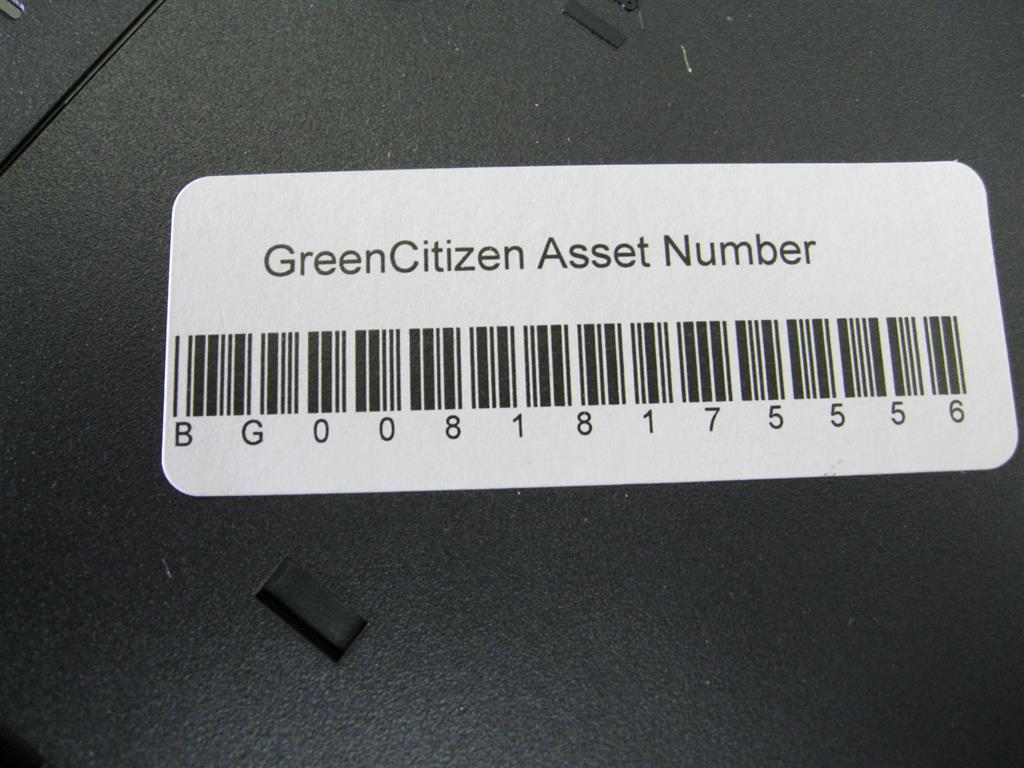 GreenCitizen Asset Number
B G 0 0 8 1 8 1 7 5 5 5 6